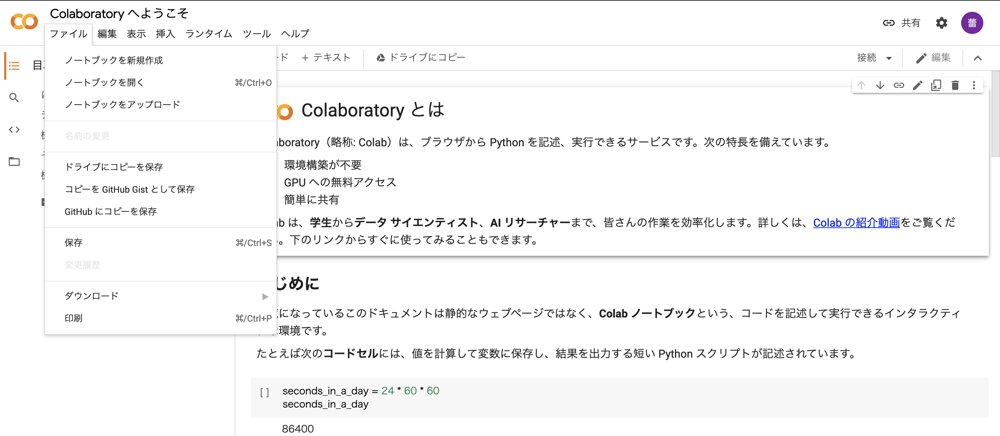 Colaboratory へようこそ
ファイル 編集 表示 挿入 ランタイム ツール ヘルプ
共有
蕾
ノートブックを新規作成
ノートブックを開く ⌘/Ctrl+O
ノートブックをアップロード
名前の変更
ドライブにコピーを保存
コピーを GitHub Gist として保存
GitHub にコピーを保存
保存 ⌘/Ctrl+S
変更履歴
ダウンロード
印刷 ⌘/Ctrl+P
+ テキスト ドライブにコピー
接続 編集
Colaboratory とは
boratory（略称: Colab）は、ブラウザから Python を記述、実行できるサービスです。次の特長を備えています。
環境構築が不要
GPU への無料アクセス
簡単に共有
b は、学生からデータ サイエンティスト、AI リサーチャーまで、皆さんの作業を効率化します。詳しくは、Colab の紹介動画をご覧くだ
。下のリンクからすぐに使ってみることもできます。
じめに
になっているこのドキュメントは静的なウェブページではなく、Colab ノートブックという、コードを記述して実行できるインタラクティ
環境です。
たとえば次のコードセルには、値を計算して変数に保存し、結果を出力する短い Python スクリプトが記述されています。
[ ] seconds_in_a_day = 24 * 60 * 60
seconds_in_a_day
86400